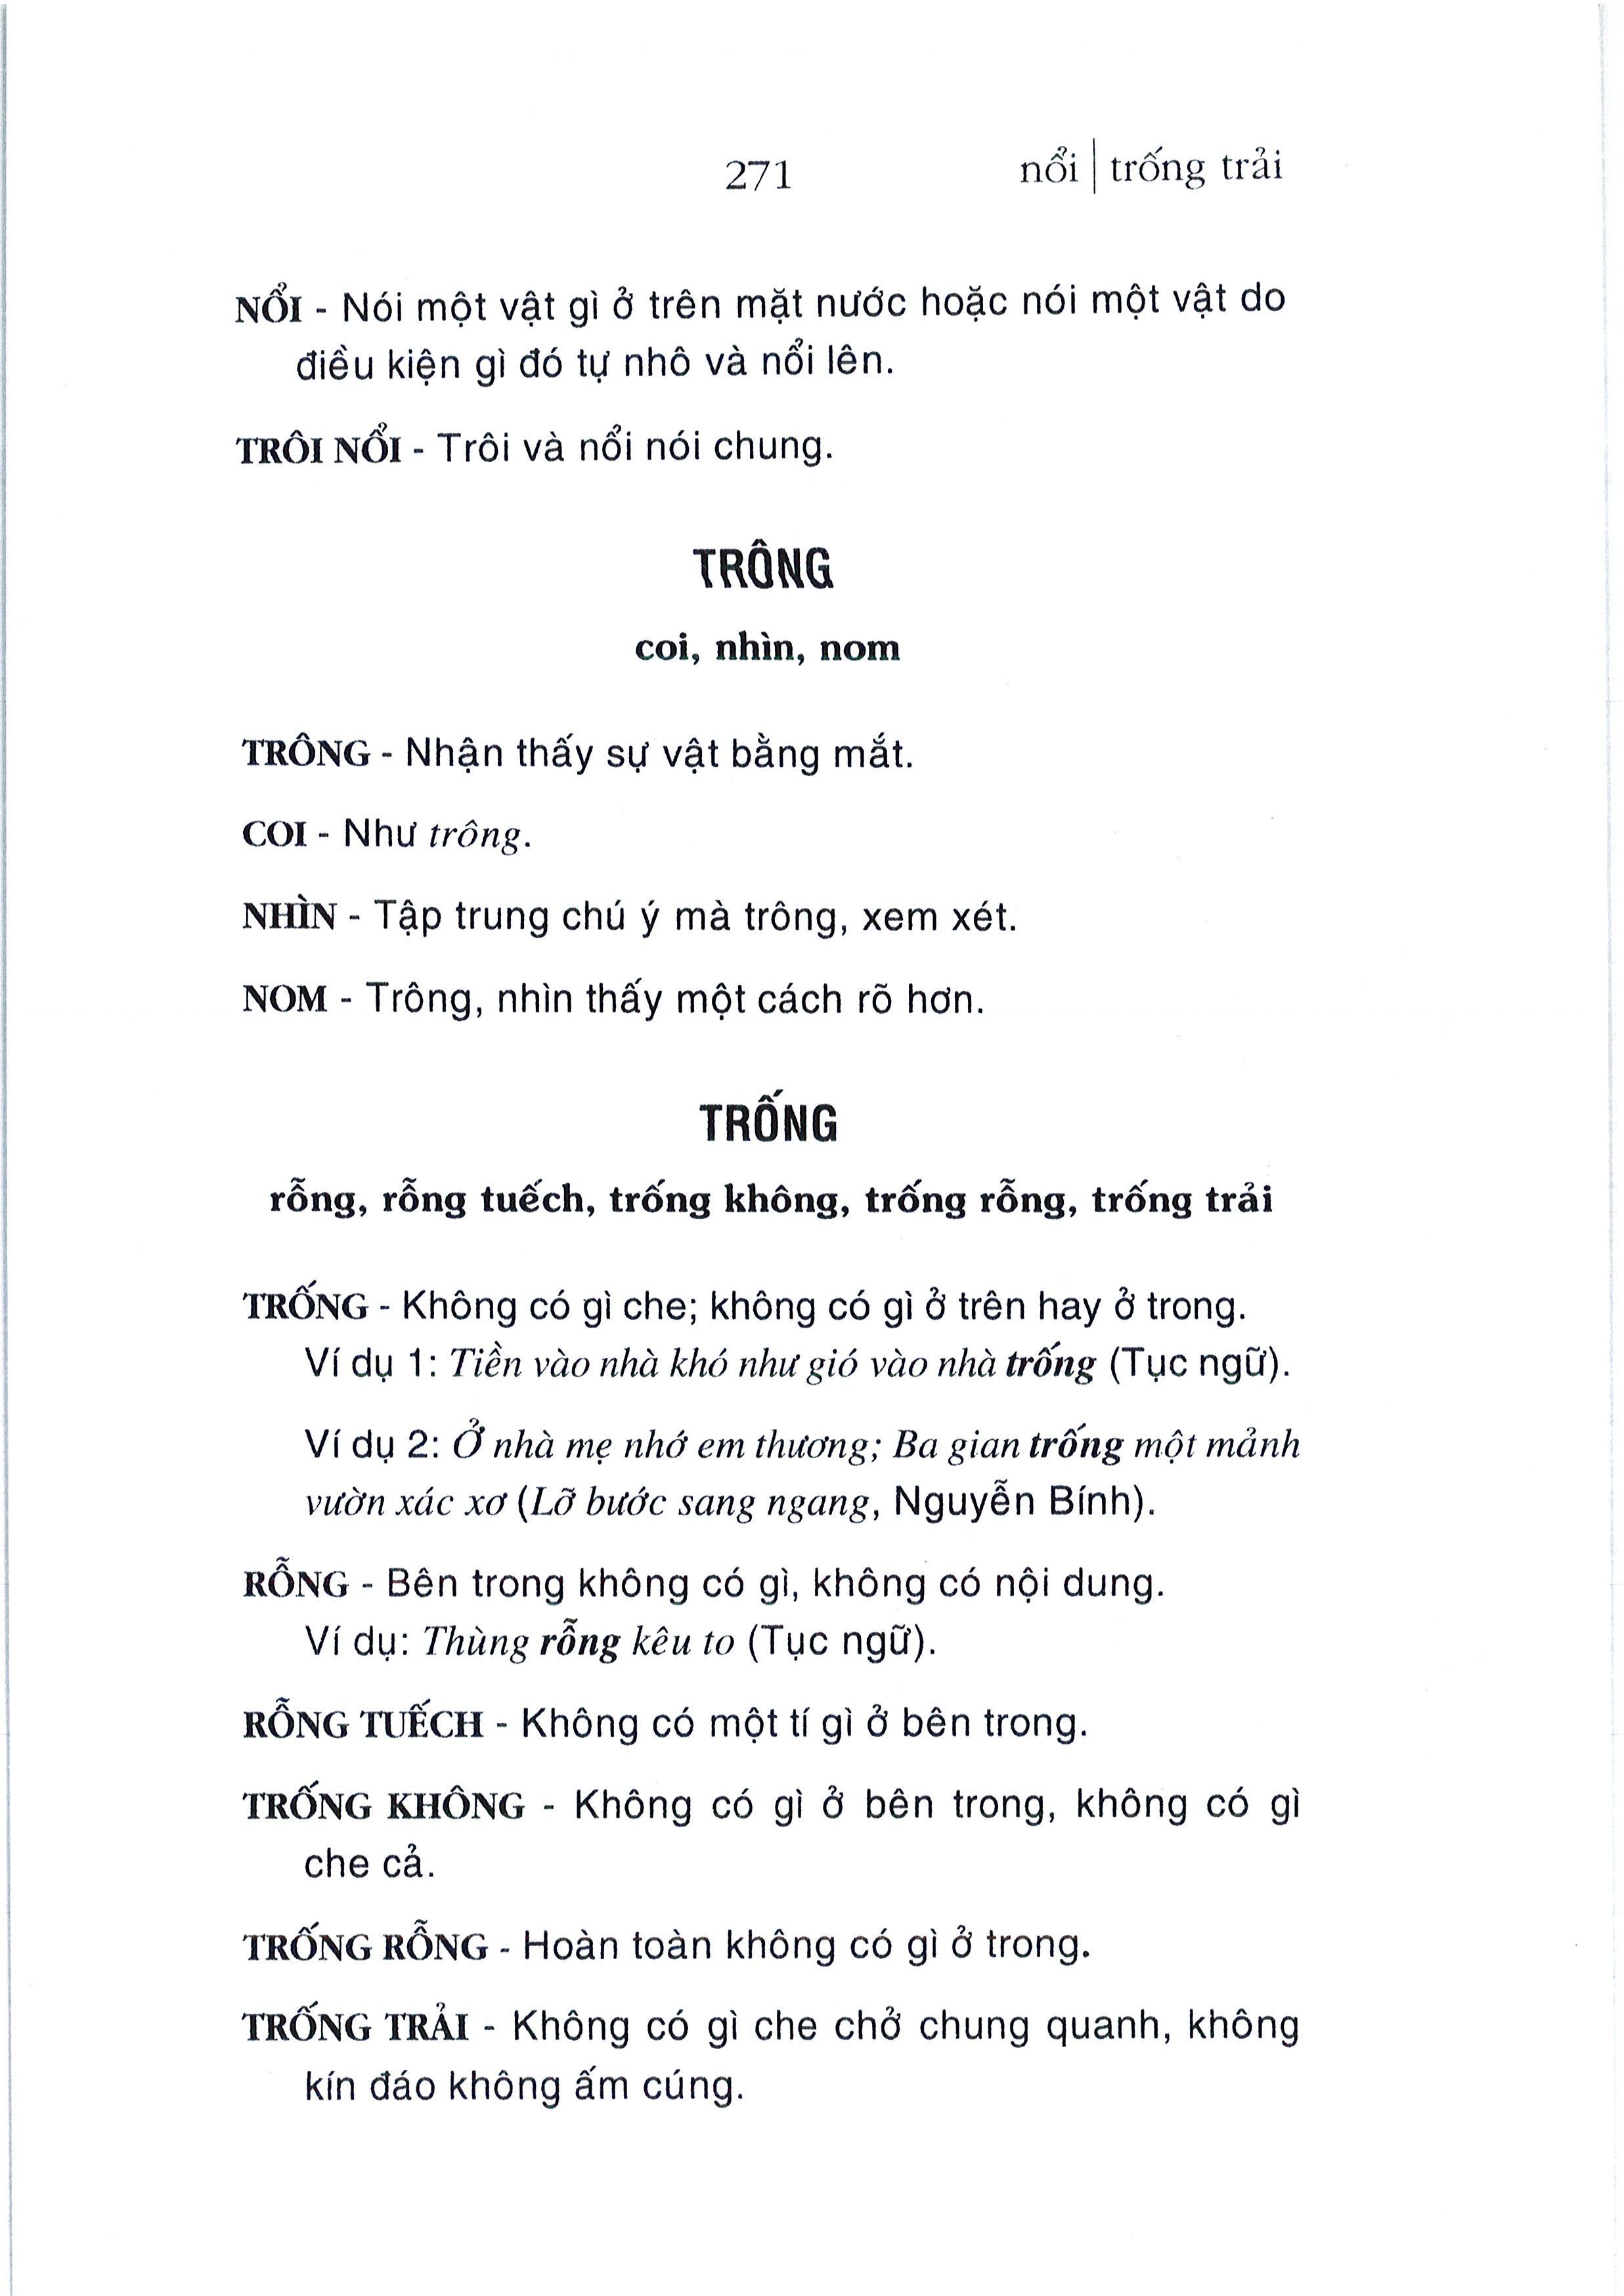 271
nổi | trống trải
NỔI - Nói một vật gì ở trên mặt nước hoặc nói một vật do
điều kiện gì đó tự nhô và nổi lên.
TRÔI NỔI - Trôi và nổi nói chung.
TRÔNG
coi, nhìn, nom
TRÔNG - Nhận thấy sự vật bằng mắt.
COI - Như trông.
NHÌN - Tập trung chú ý mà trông, xem xét.
NOM - Trông, nhìn thấy một cách rõ hơn.
TRỐNG
rỗng, rỗng tuếch, trống không, trống rỗng, trống trải
TRỐNG - Không có gì che; không có gì ở trên hay ở trong.
Ví dụ 1: Tiền vào nhà khó như gió vào nhà trống (Tục ngữ).
Ví dụ 2: Ở nhà mẹ nhớ em thương; Ba gian trống một mảnh
vườn xác xơ (Lỡ bước sang ngang, Nguyễn Bính).
RỖNG - Bên trong không có gì, không có nội dung.
Ví dụ: Thùng rỗng kêu to (Tục ngữ).
RỖNG TUẾCH - Không có một tí gì ở bên trong.
TRỐNG KHÔNG - Không có gì ở bên trong, không có gì
che cả.
TRỐNG RỖNG - Hoàn toàn không có gì ở trong.
TRỐNG TRẢI - Không có gì che chở chung quanh, không
kín đáo không ấm cúng.